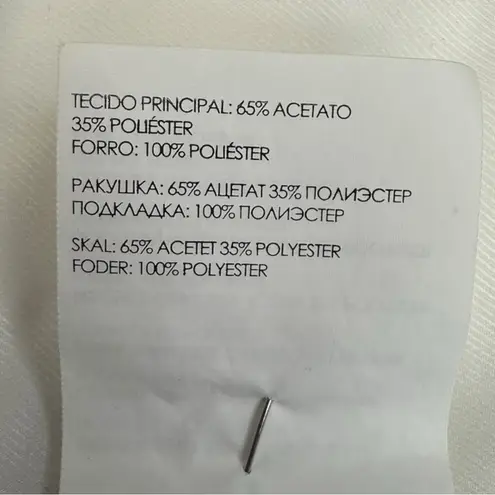 TECIDO PRINCIPAL: 65% ACETATO
35% POLIÉSTER
FORRO: 100% POLIÉSTER
РАКУШКА: 65% АЦЕТАТ 35% ПОЛИЭСТЕР
ПОДКЛАДКА: 100% ПОЛИЭСТЕР
SKAL: 65% ACETET 35% POLYESTER
FODER: 100% POLYESTER